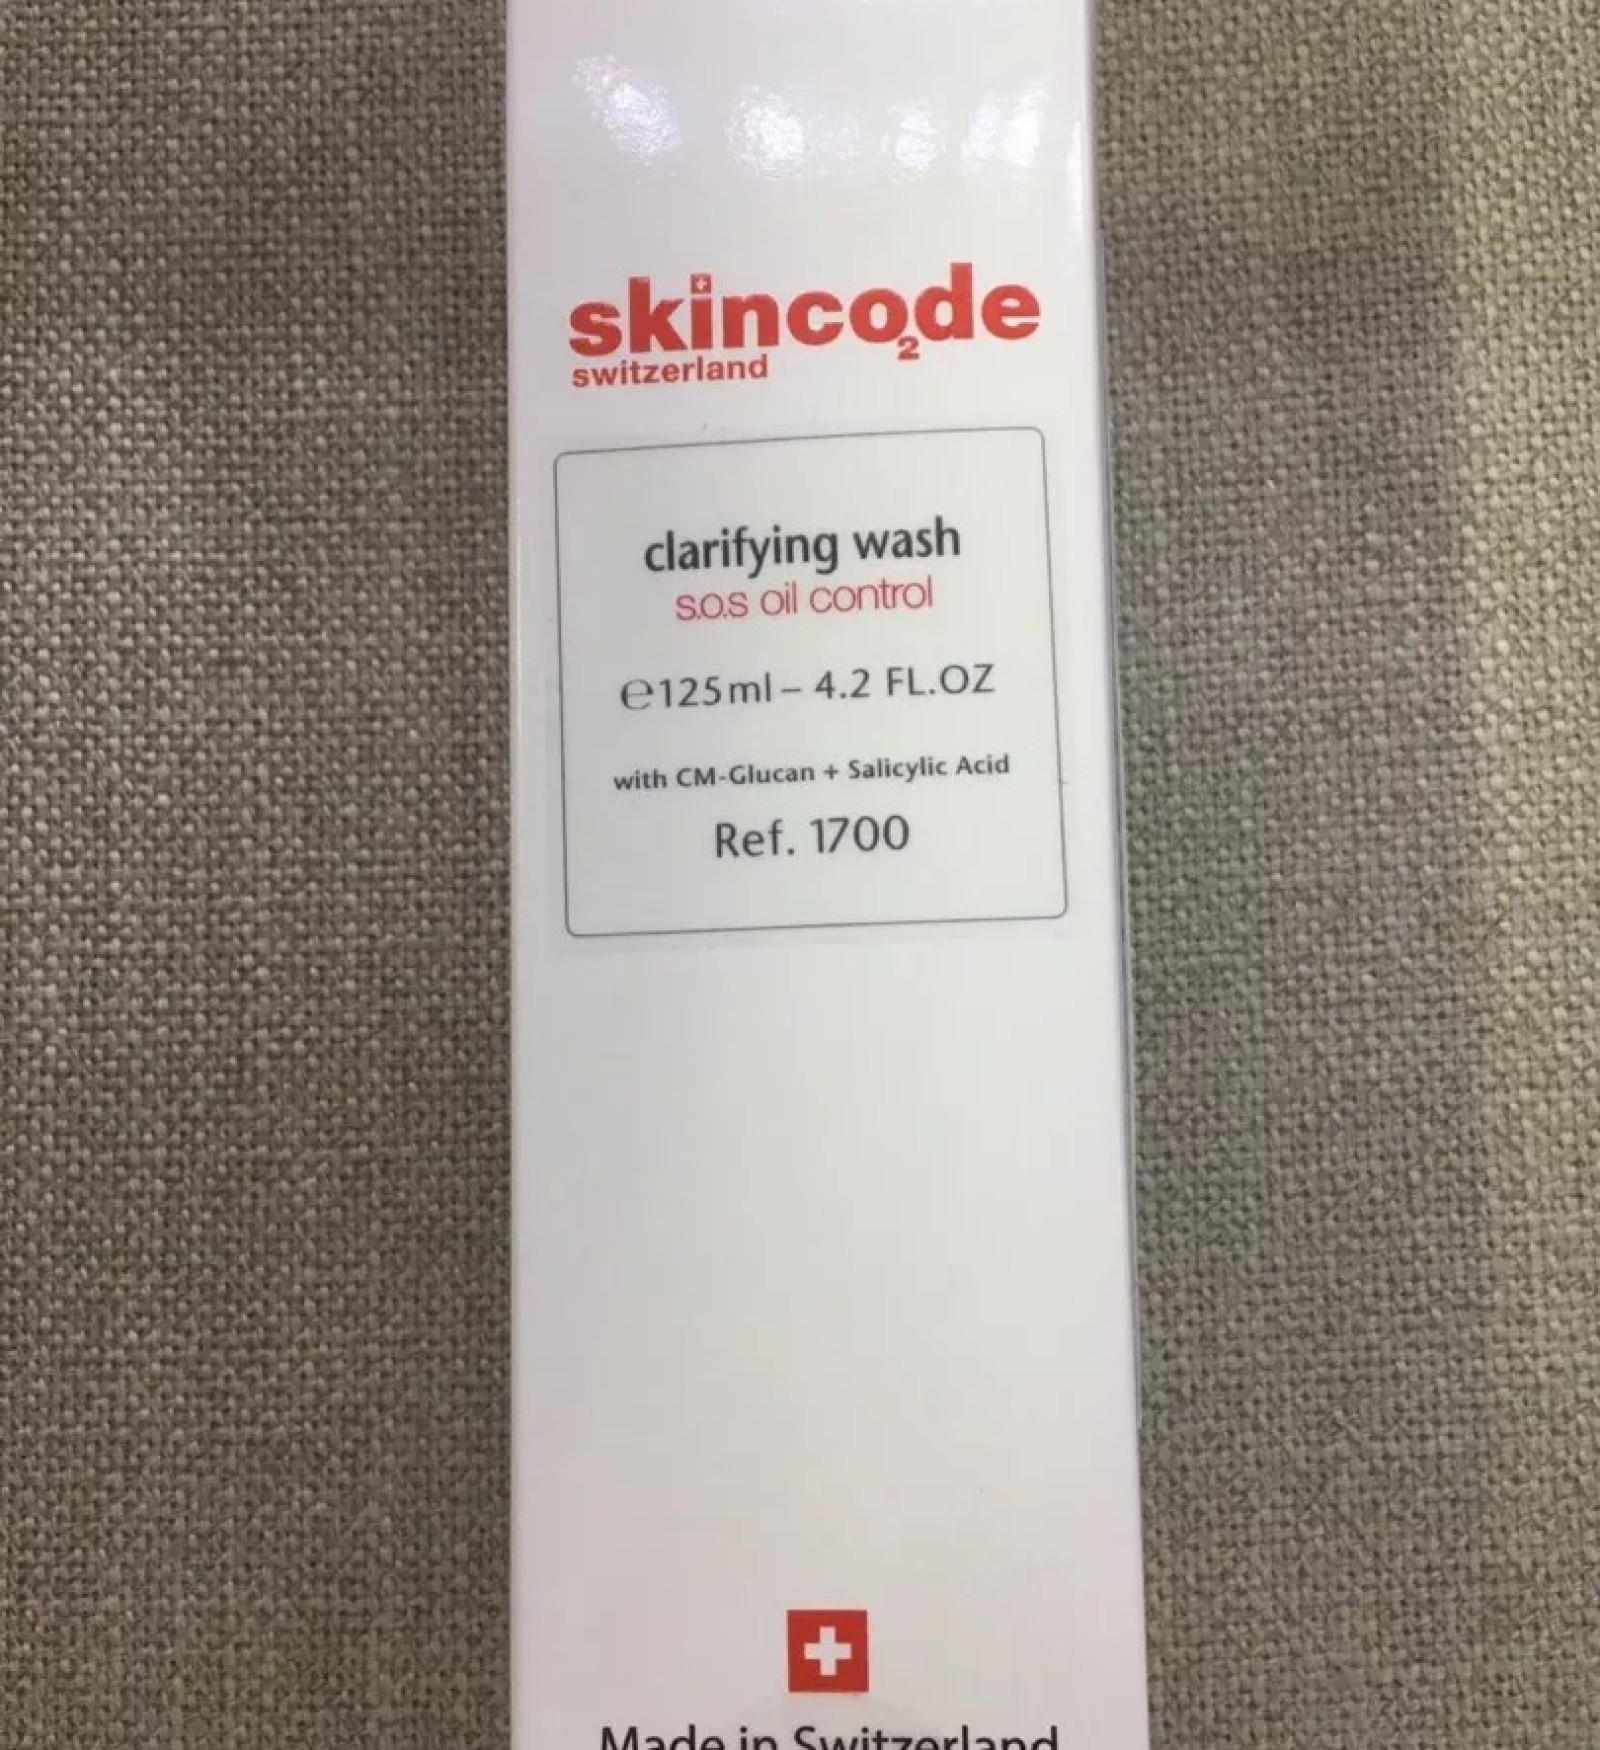 skinco₂de
switzerland
clarifying wash
s.o.s oil control
℮125ml – 4.2 FL.OZ
with CM-Glucan + Salicylic Acid
Ref. 1700
Made in Switzerland